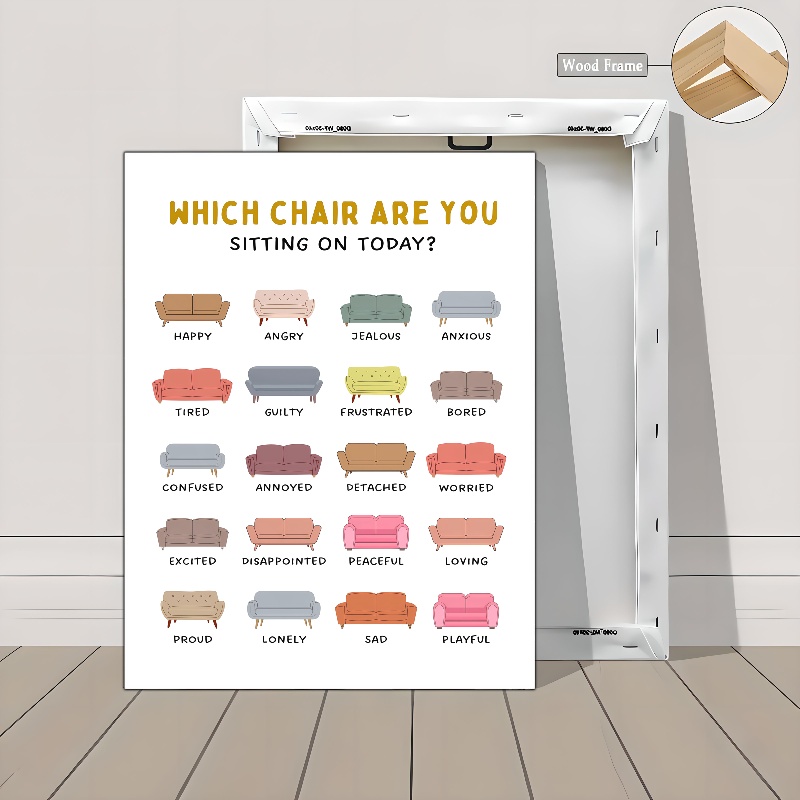 Wood Frame
WHICH CHAIR ARE YOU
SITTING ON TODAY?
HAPPY ANGRY JEALOUS ANXIOUS
TIRED GUILTY FRUSTRATED BORED
CONFUSED ANNOYED DETACHED WORRIED
EXCITED DISAPPOINTED PEACEFUL LOVING
PROUD LONELY SAD PLAYFUL